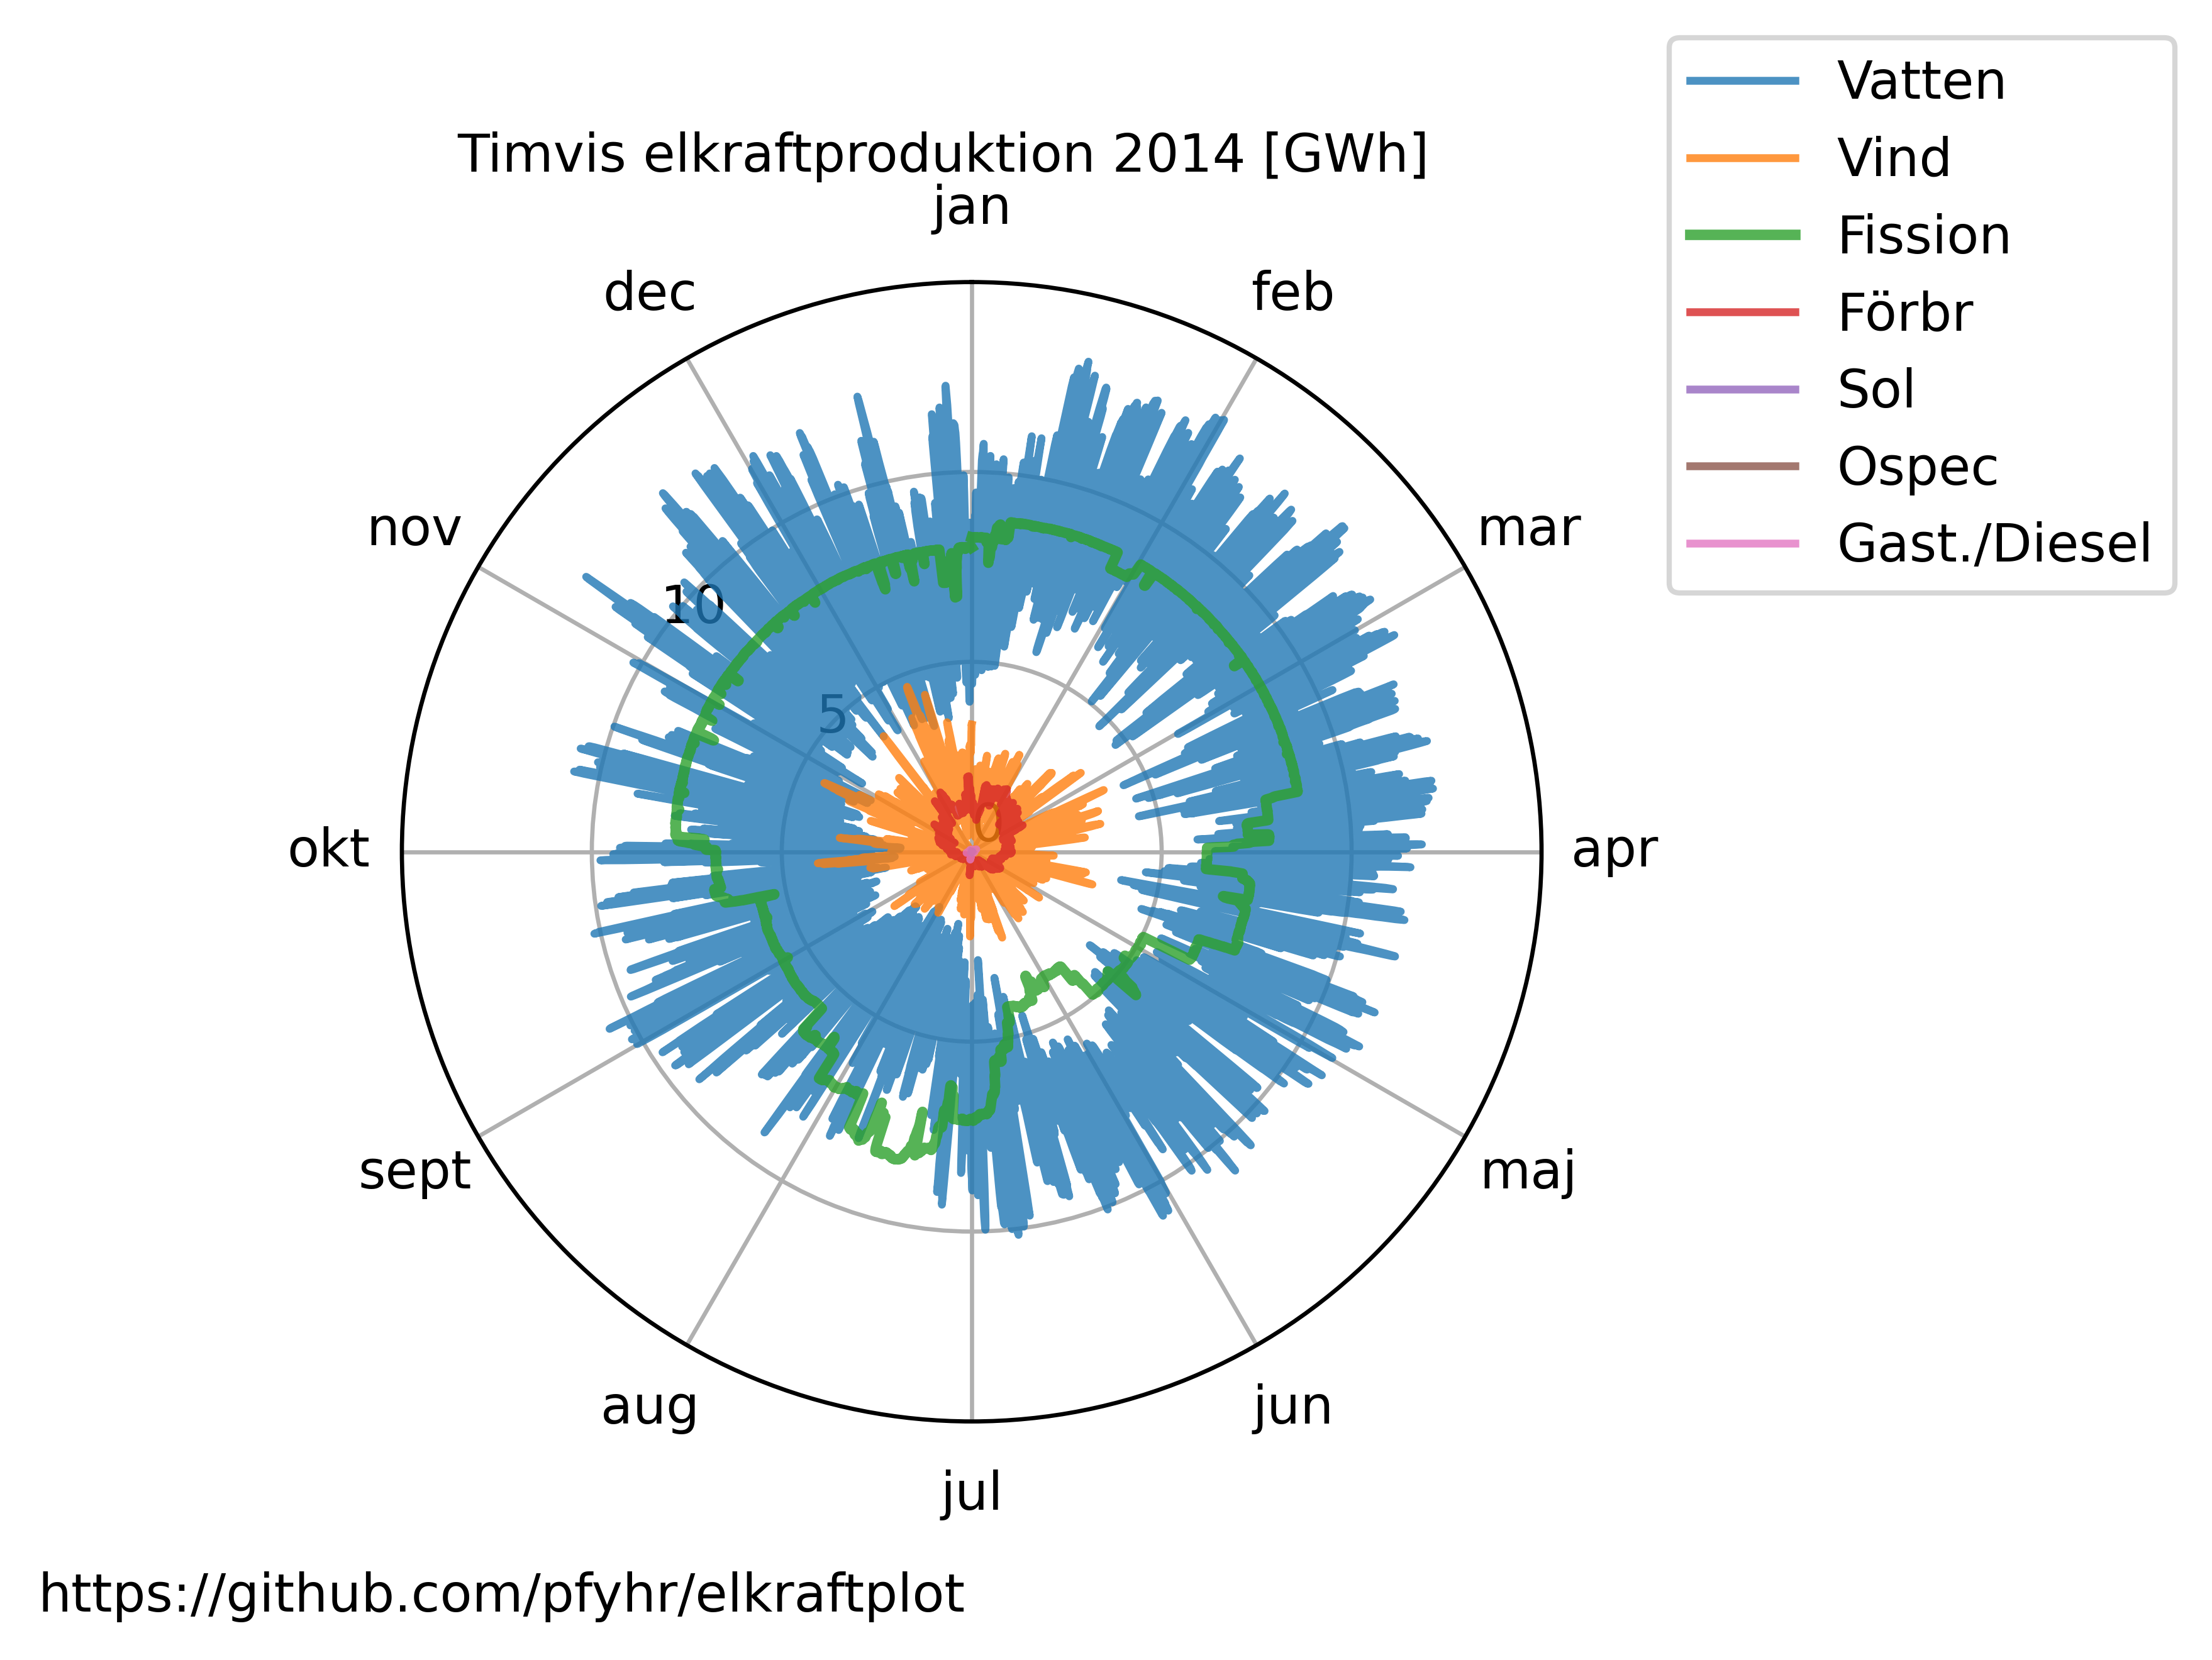 Timvis elkraftproduktion 2014 [GWh]
jan
feb
mar
apr
maj
jun
jul
aug
sept
okt
nov
dec
10
5
0
Vatten
Vind
Fission
Förbr
Sol
Ospec
Gast./Diesel
https://github.com/pfyhr/elkraftplot